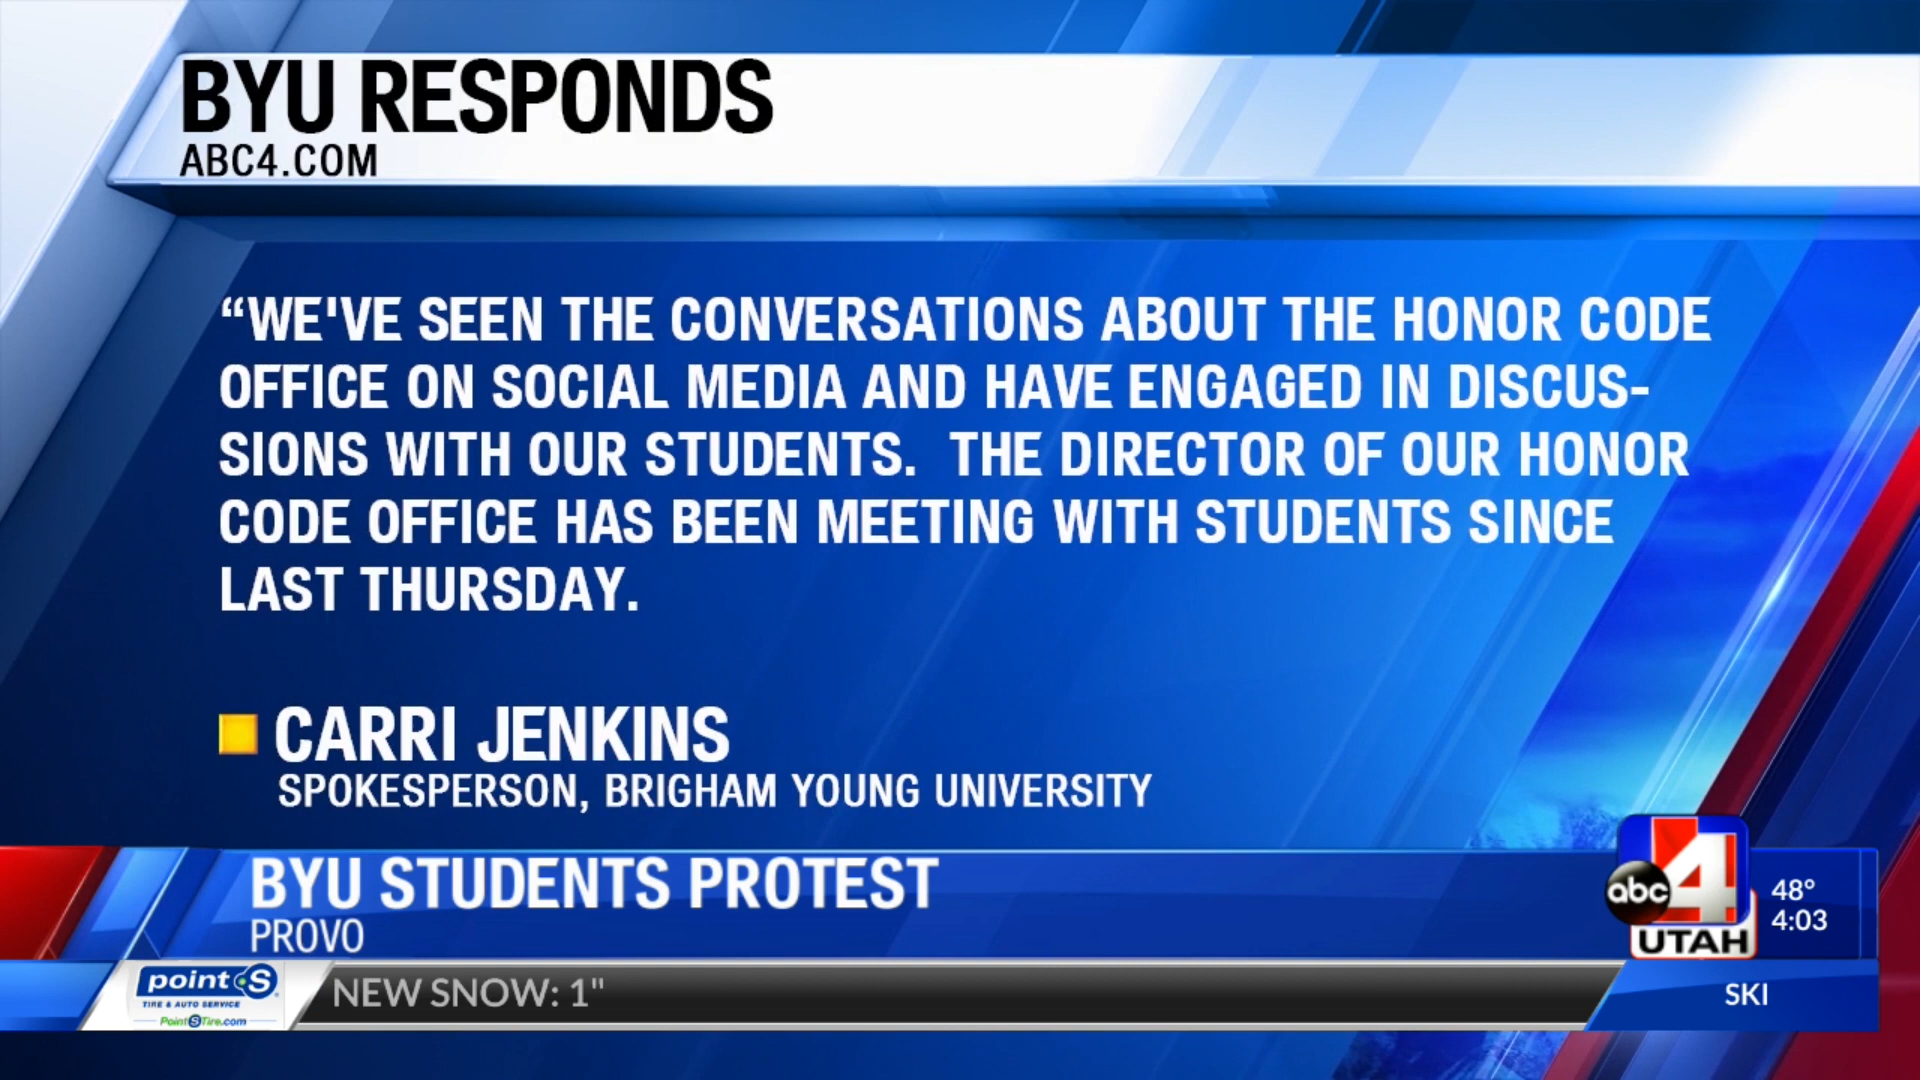 BYU RESPONDS
ABC4.COM
“WE'VE SEEN THE CONVERSATIONS ABOUT THE HONOR CODE
OFFICE ON SOCIAL MEDIA AND HAVE ENGAGED IN DISCUS-
SIONS WITH OUR STUDENTS.  THE DIRECTOR OF OUR HONOR
CODE OFFICE HAS BEEN MEETING WITH STUDENTS SINCE
LAST THURSDAY.
CARRI JENKINS
SPOKESPERSON, BRIGHAM YOUNG UNIVERSITY
BYU STUDENTS PROTEST
PROVO
abc 4
UTAH
48°
4:03
point S
TIRE & AUTO SERVICE
PointSTire.com
NEW SNOW: 1"
SKI